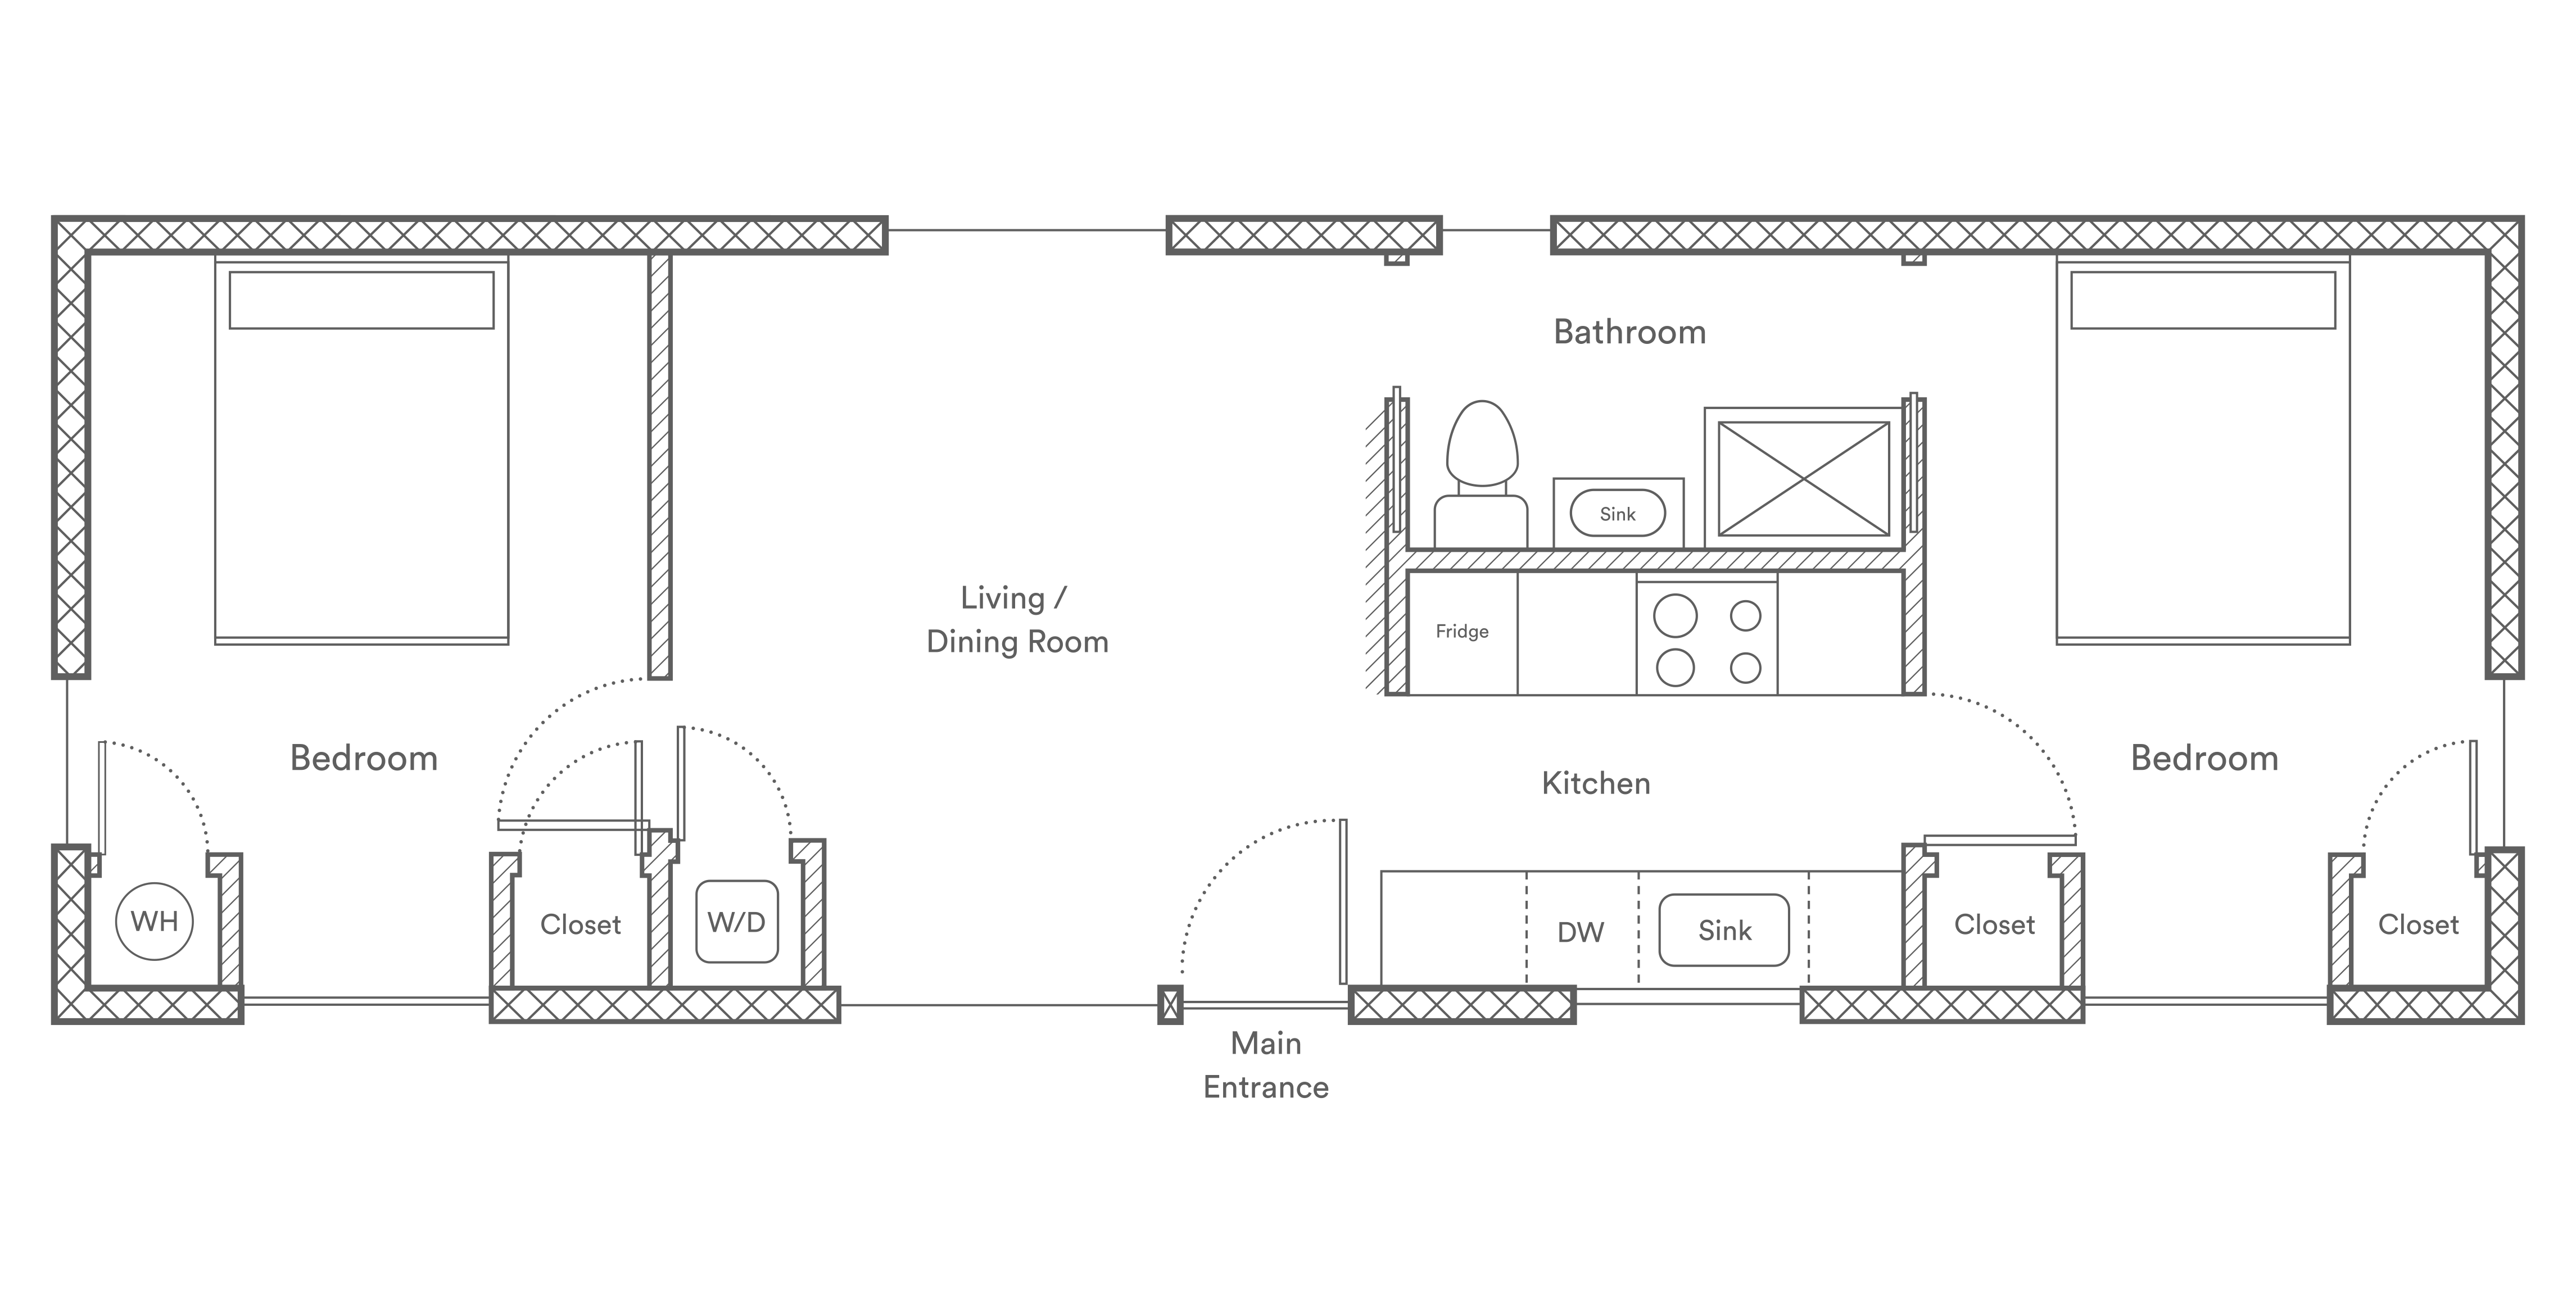 Bathroom
Sink
Living /
Dining Room
Fridge
Bedroom
Kitchen
Bedroom
WH
Closet
W/D
DW
Sink
Closet
Closet
Main
Entrance